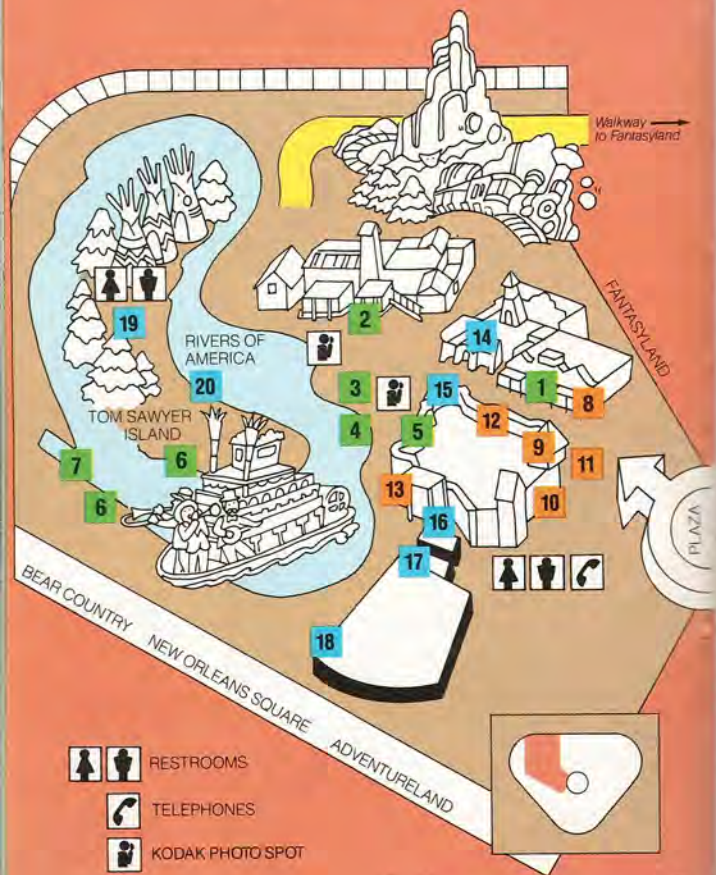 Walkway
to Fantasyland
FANTASYLAND
2
14
RIVERS OF
AMERICA
19
20
3
15
1
8
12
TOM SAWYER
ISLAND
4
5
9
7
6
11
13
10
6
16
PLAZA
17
18
BEAR COUNTRY NEW ORLEANS SQUARE ADVENTURELAND
RESTROOMS
TELEPHONES
KODAK PHOTO SPOT